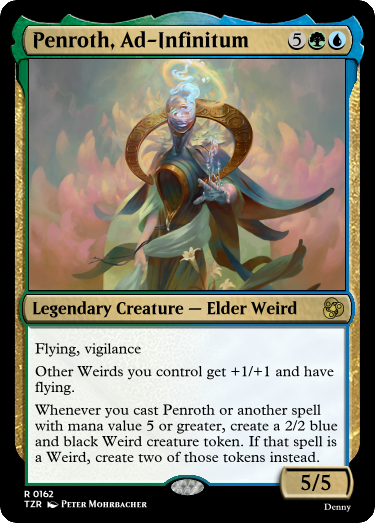 Penroth, Ad-Infinitum 5
Legendary Creature — Elder Weird
Flying, vigilance
Other Weirds you control get +1/+1 and have
flying.
Whenever you cast Penroth or another spell
with mana value 5 or greater, create a 2/2 blue
and black Weird creature token. If that spell is
a Weird, create two of those tokens instead.
5/5
R 0162
TZR Peter Mohrbacher
Denny